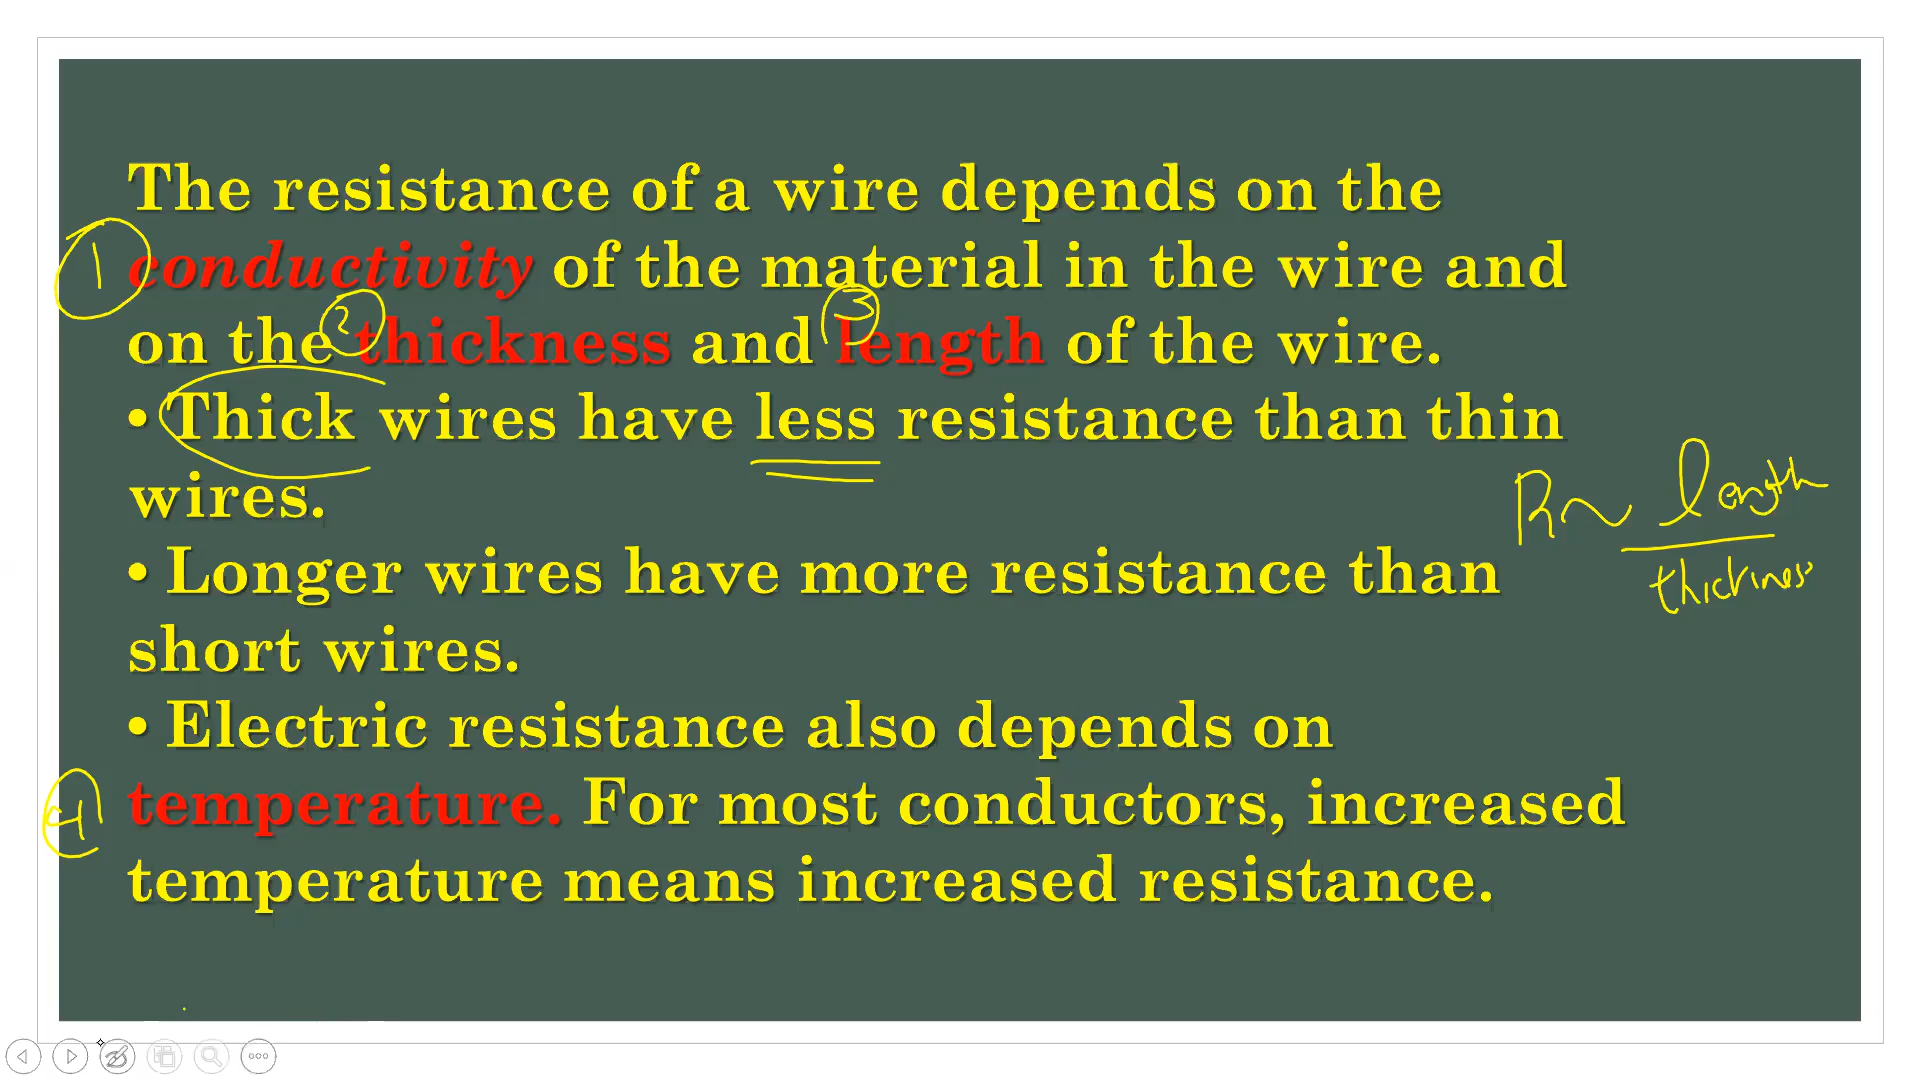 The resistance of a wire depends on the
1 conductivity of the material in the wire and
2 3
on the thickness and length of the wire.
• Thick wires have less resistance than thin
wires.
R~ length
thickness
• Longer wires have more resistance than
short wires.
• Electric resistance also depends on
4 temperature. For most conductors, increased
temperature means increased resistance.